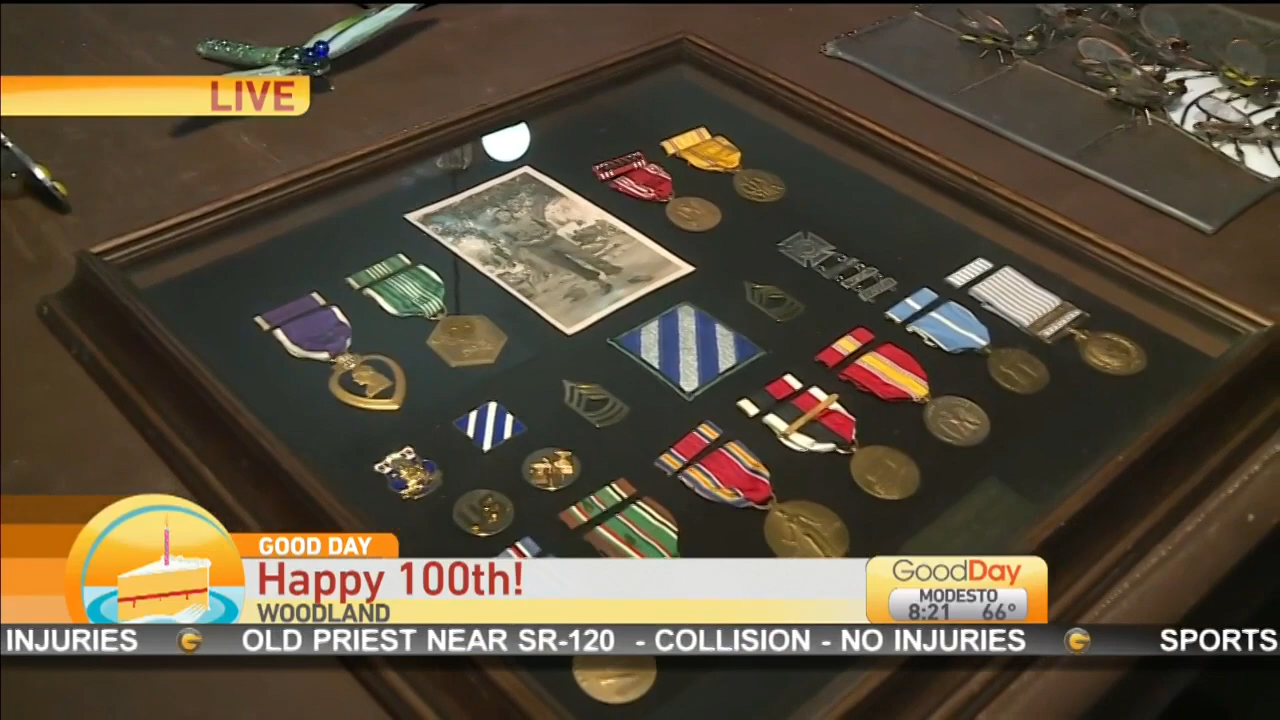 LIVE
GOOD DAY
Happy 100th!
WOODLAND
GoodDay
MODESTO
8:21 66°
INJURIES OLD PRIEST NEAR SR-120 - COLLISION - NO INJURIES SPORTS